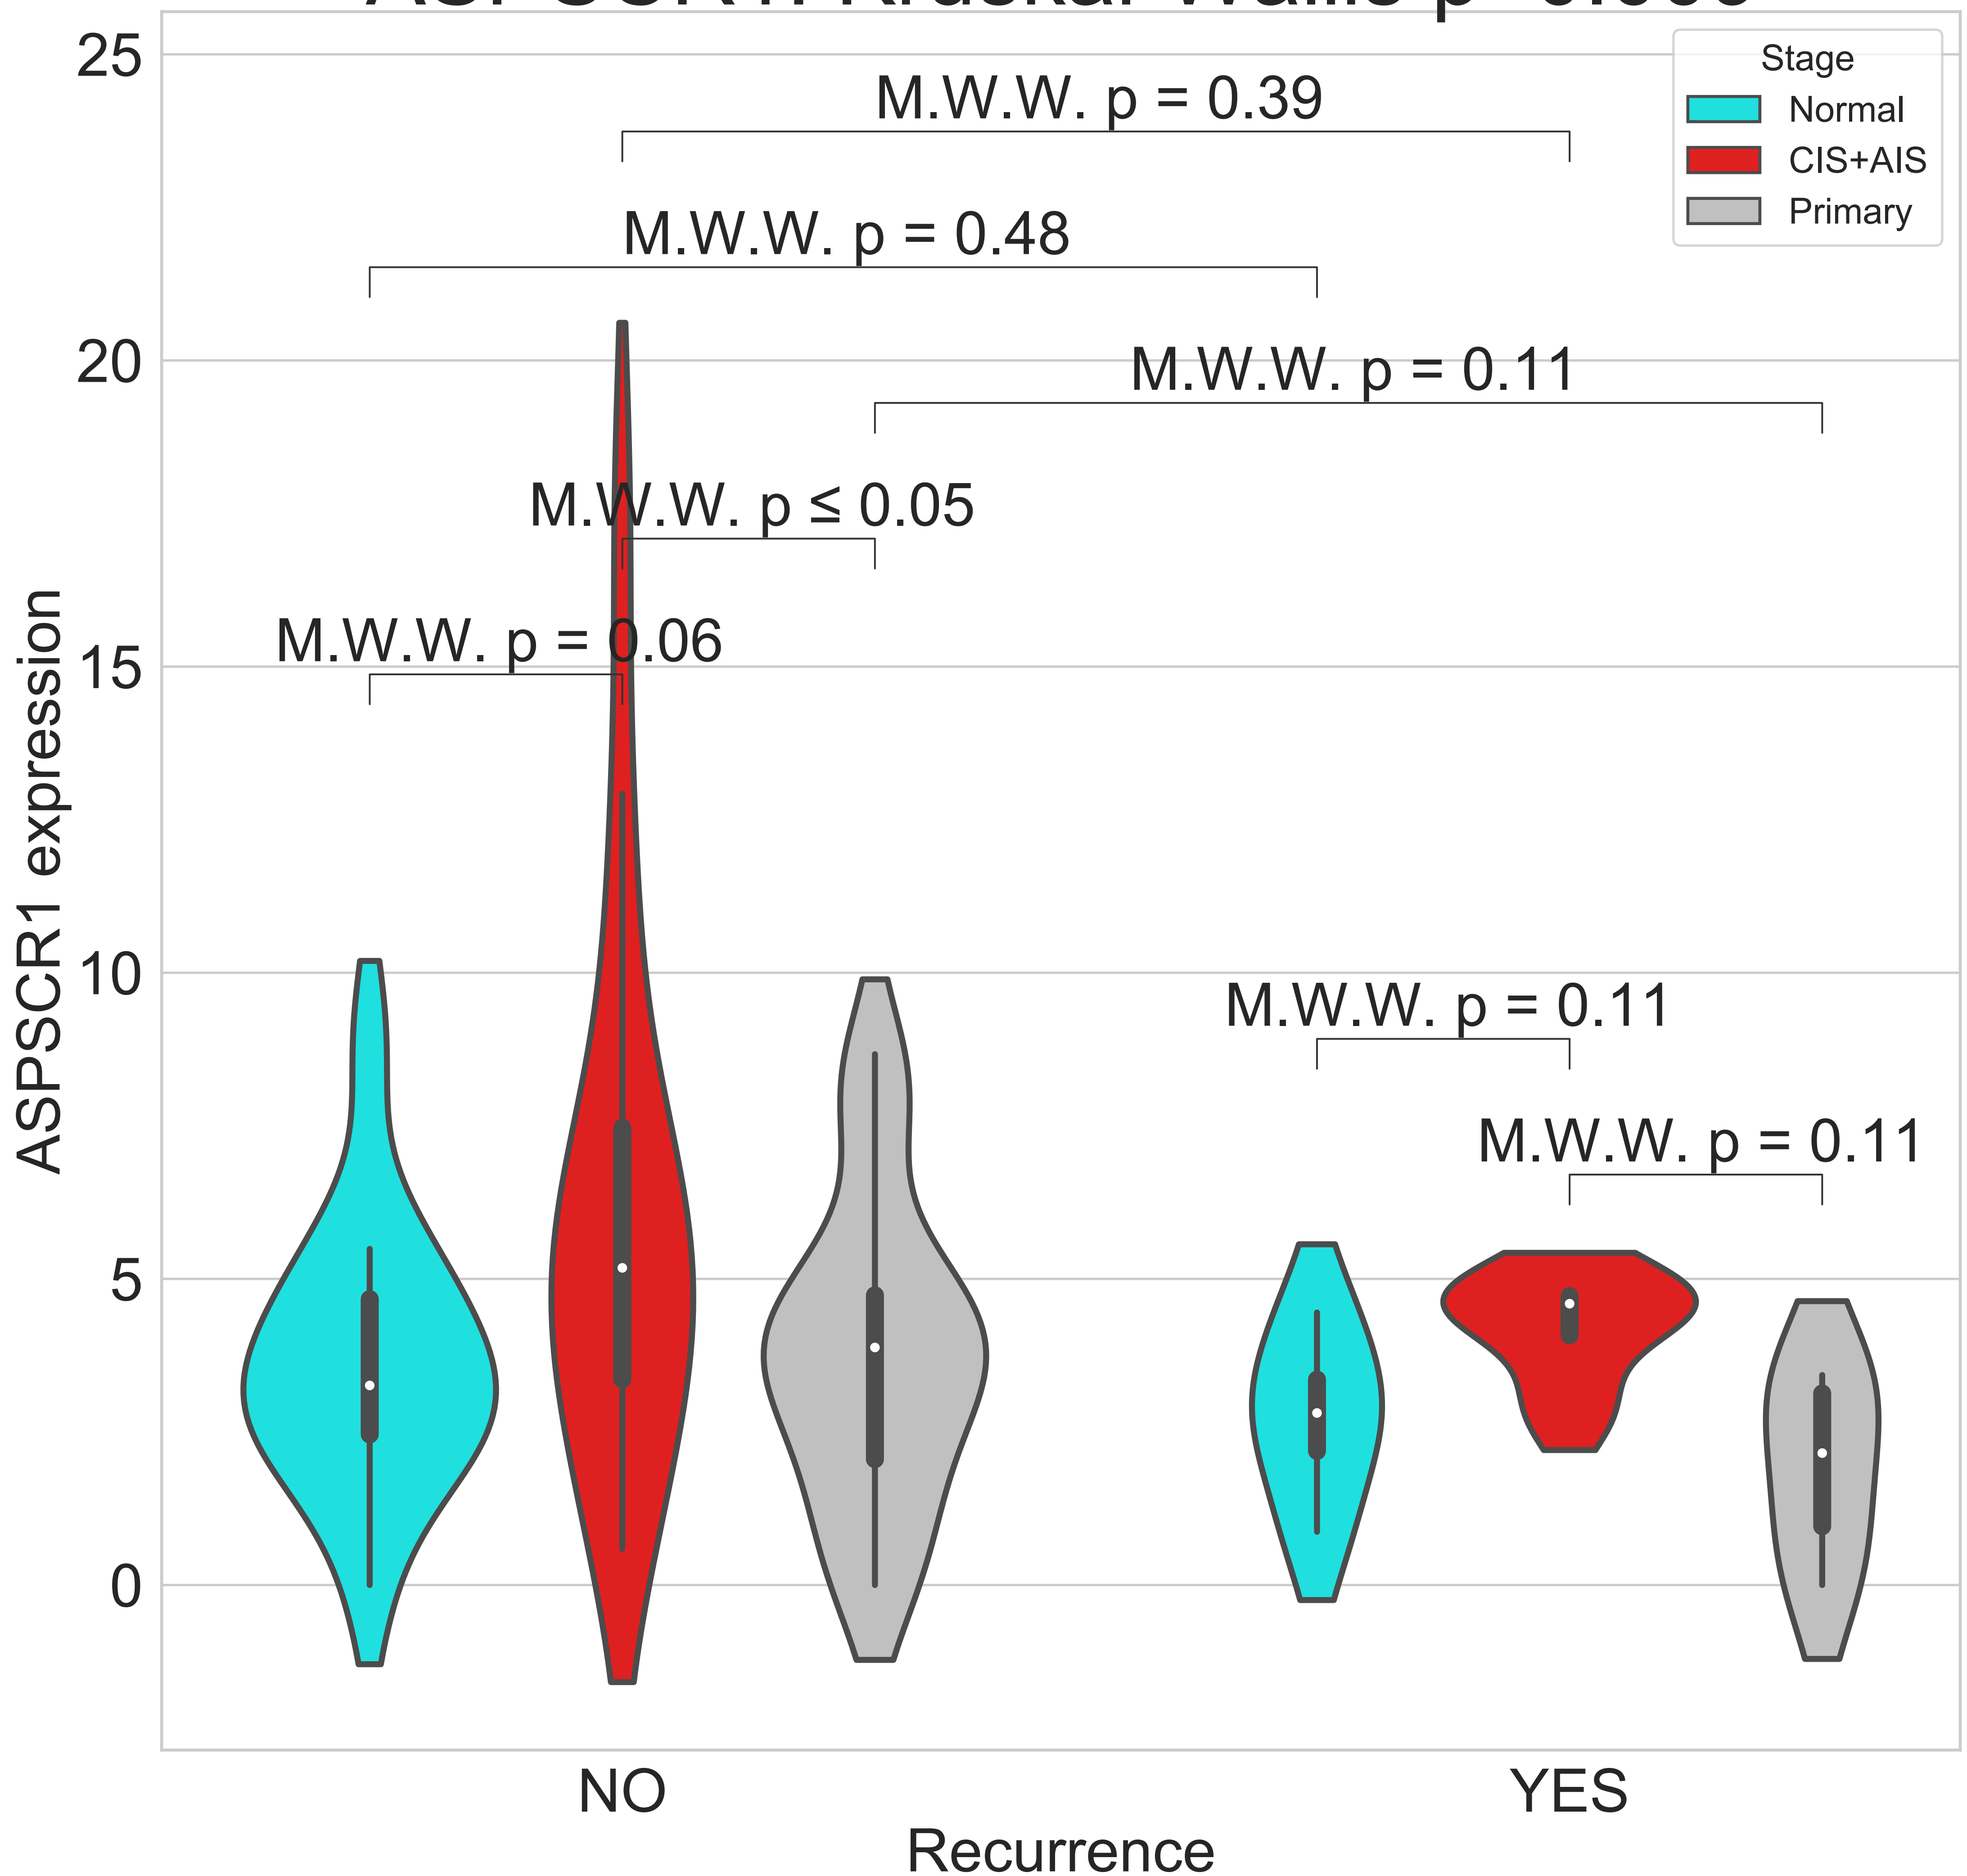 25
Stage
M.W.W. p = 0.39
Normal
CIS+AIS
Primary
M.W.W. p = 0.48
20
M.W.W. p = 0.11
M.W.W. p ≤ 0.05
M.W.W. p = 0.06
15
ASPSCR1 expression
10
M.W.W. p = 0.11
M.W.W. p = 0.11
5
0
NO
YES
Recurrence